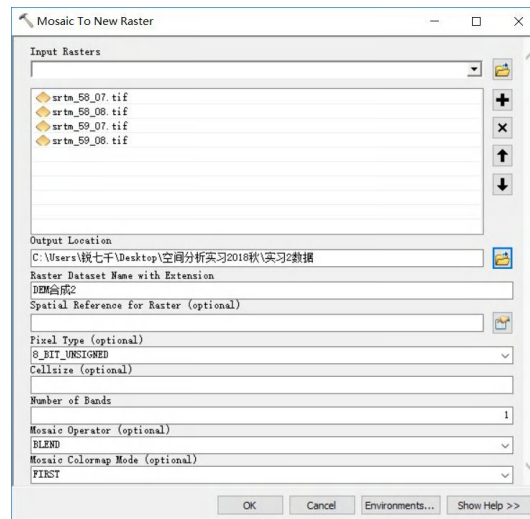 Mosaic To New Raster
Input Rasters
srtm_58_07.tif
srtm_58_08.tif
srtm_59_07.tif
srtm_59_08.tif
Output Location
C:\Users\锐七千\Desktop\空间分析实习2018秋\实习2数据
Raster Dataset Name with Extension
DEM合成2
Spatial Reference for Raster (optional)
Pixel Type (optional)
8_BIT_UNSIGNED
Cellsize (optional)
Number of Bands
1
Mosaic Operator (optional)
BLEND
Mosaic Colormap Mode (optional)
FIRST
OK Cancel Environments... Show Help >>